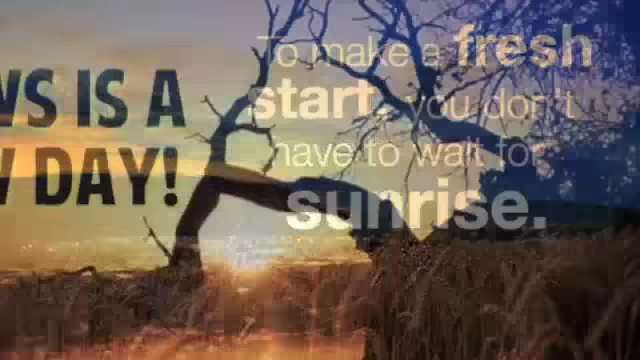 WS IS A
DAY!
To make a fresh
start, you don't
have to wait for
sunrise.